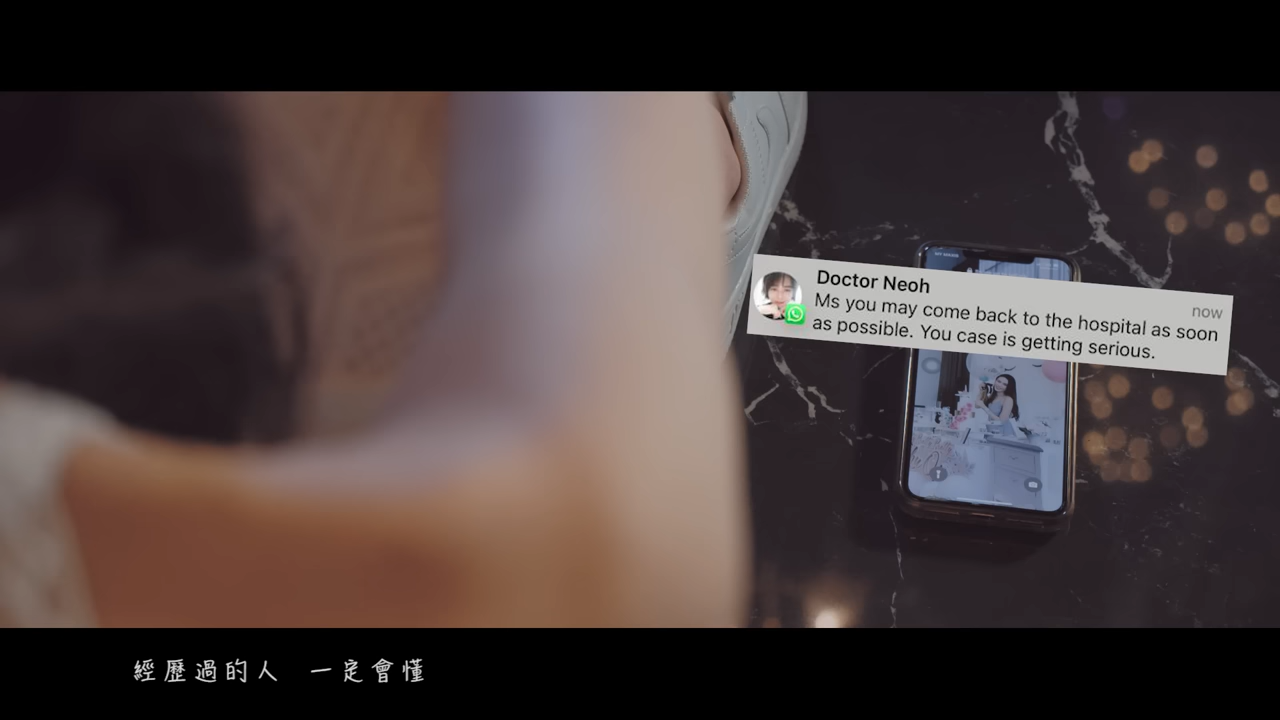 Doctor Neoh
now
Ms you may come back to the hospital as soon
as possible. You case is getting serious.
經歷過的人 一定會懂